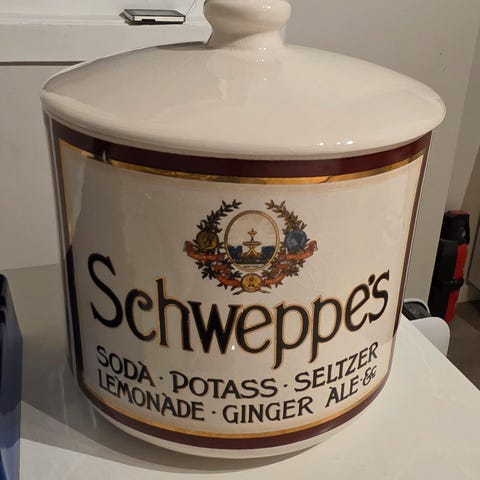 Schweppe's
SODA · POTASS · SELTZER
LEMONADE · GINGER ALE · &c